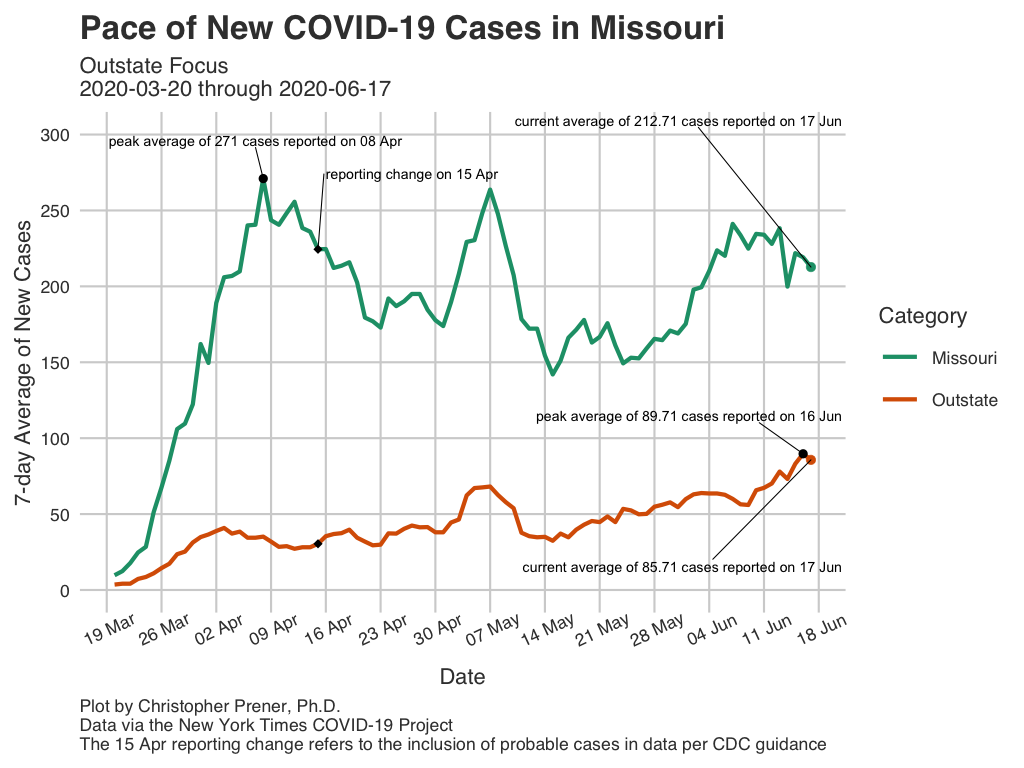 Pace of New COVID-19 Cases in Missouri
Outstate Focus
2020-03-20 through 2020-06-17
7-day Average of New Cases
300
250
200
150
100
50
0
current average of 212.71 cases reported on 17 Jun
peak average of 271 cases reported on 08 Apr
reporting change on 15 Apr
peak average of 89.71 cases reported on 16 Jun
current average of 85.71 cases reported on 17 Jun
Category
Missouri
Outstate
19 Mar
26 Mar
02 Apr
09 Apr
16 Apr
23 Apr
30 Apr
07 May
14 May
21 May
28 May
04 Jun
11 Jun
18 Jun
Date
Plot by Christopher Prener, Ph.D.
Data via the New York Times COVID-19 Project
The 15 Apr reporting change refers to the inclusion of probable cases in data per CDC guidance